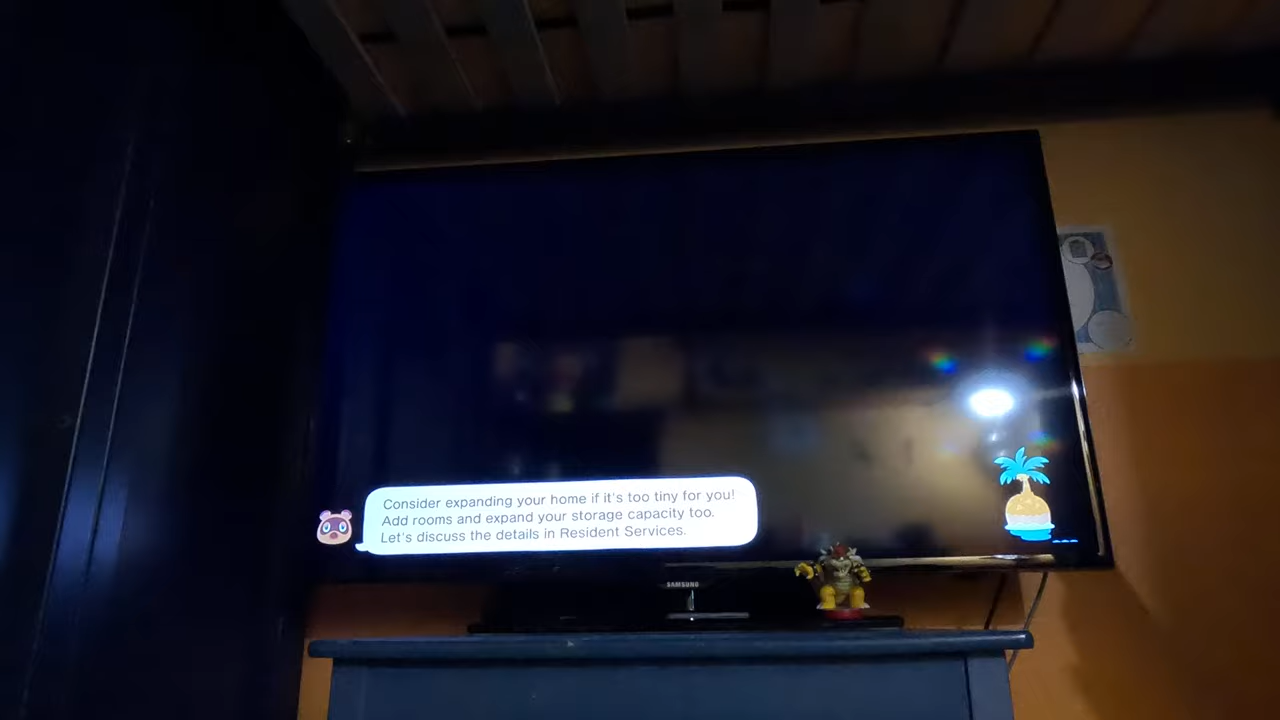 Consider expanding your home if it's too tiny for you!
Add rooms and expand your storage capacity too.
Let's discuss the details in Resident Services.
SAMSUNG